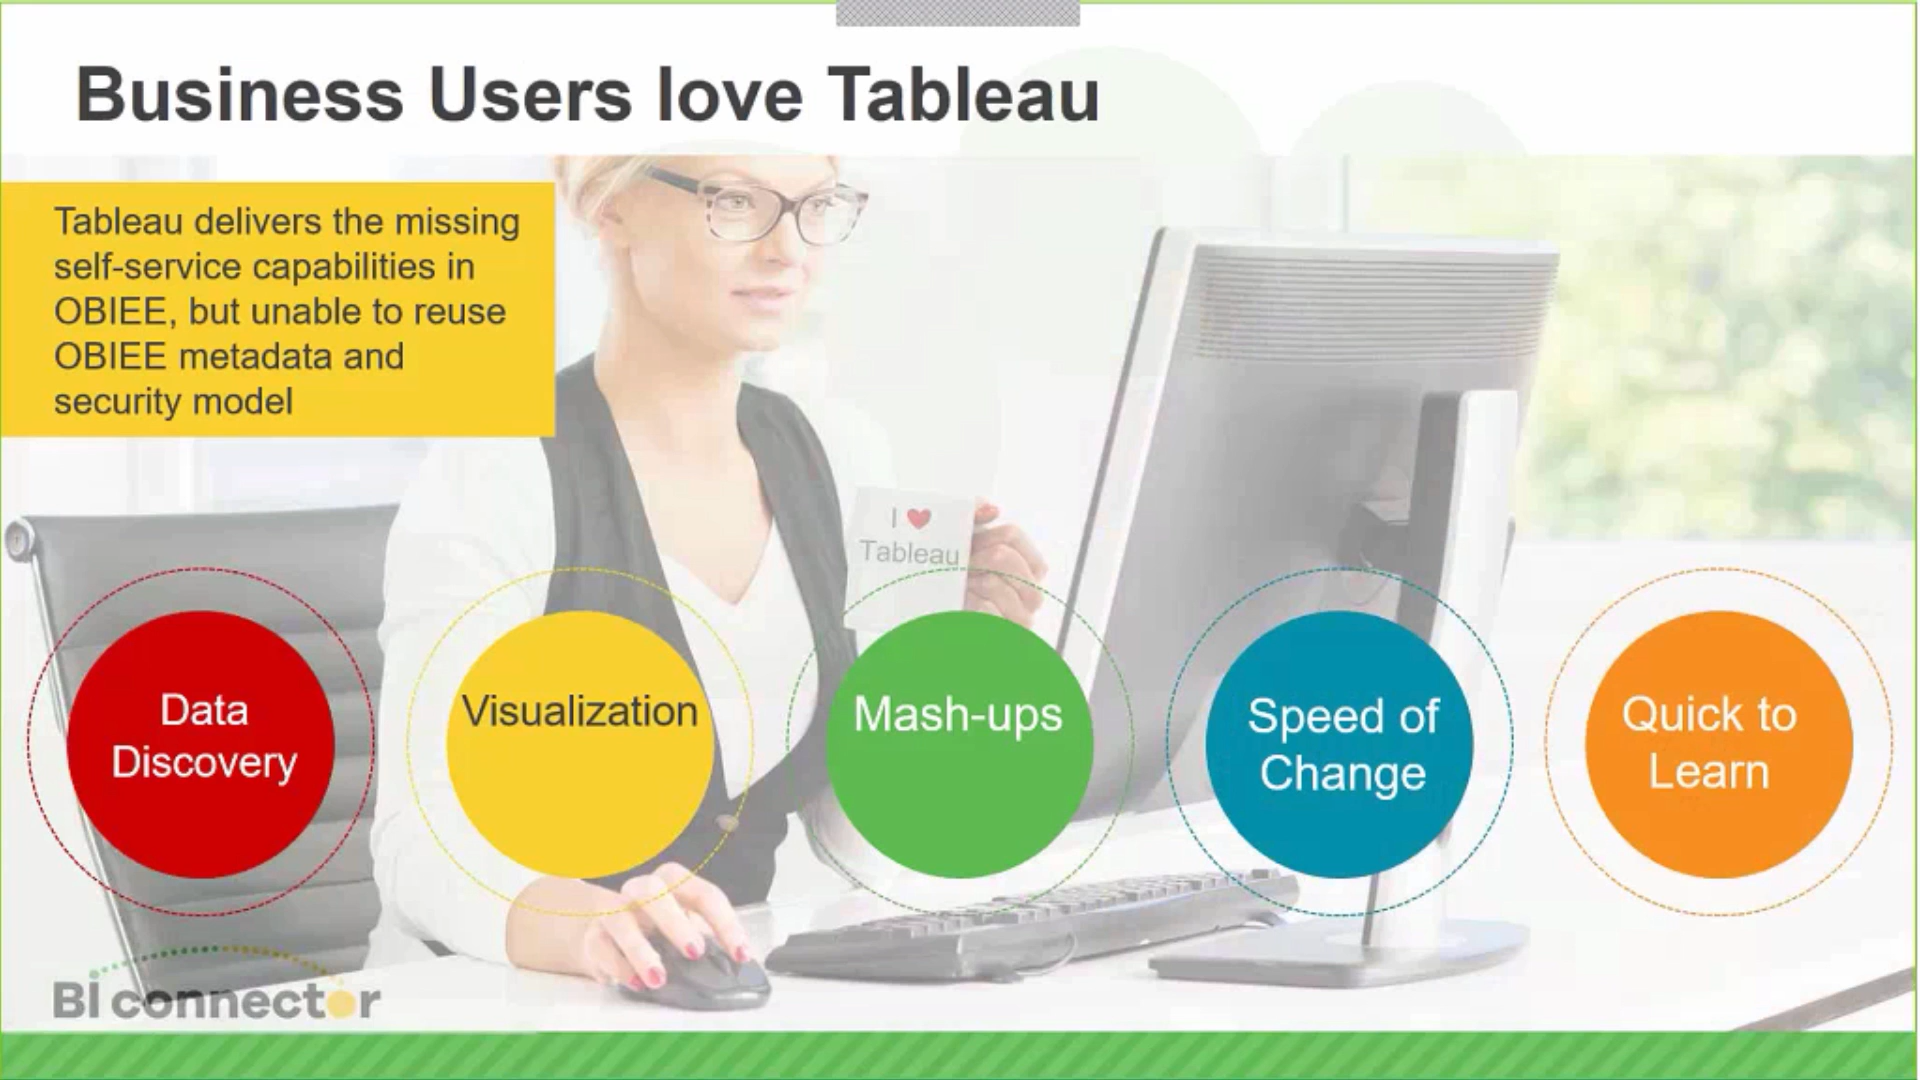 Business Users love Tableau
Tableau delivers the missing
self-service capabilities in
OBIEE, but unable to reuse
OBIEE metadata and
security model
I ❤
Tableau
Data
Discovery
Visualization
Mash-ups
Speed of
Change
Quick to
Learn
BI connector